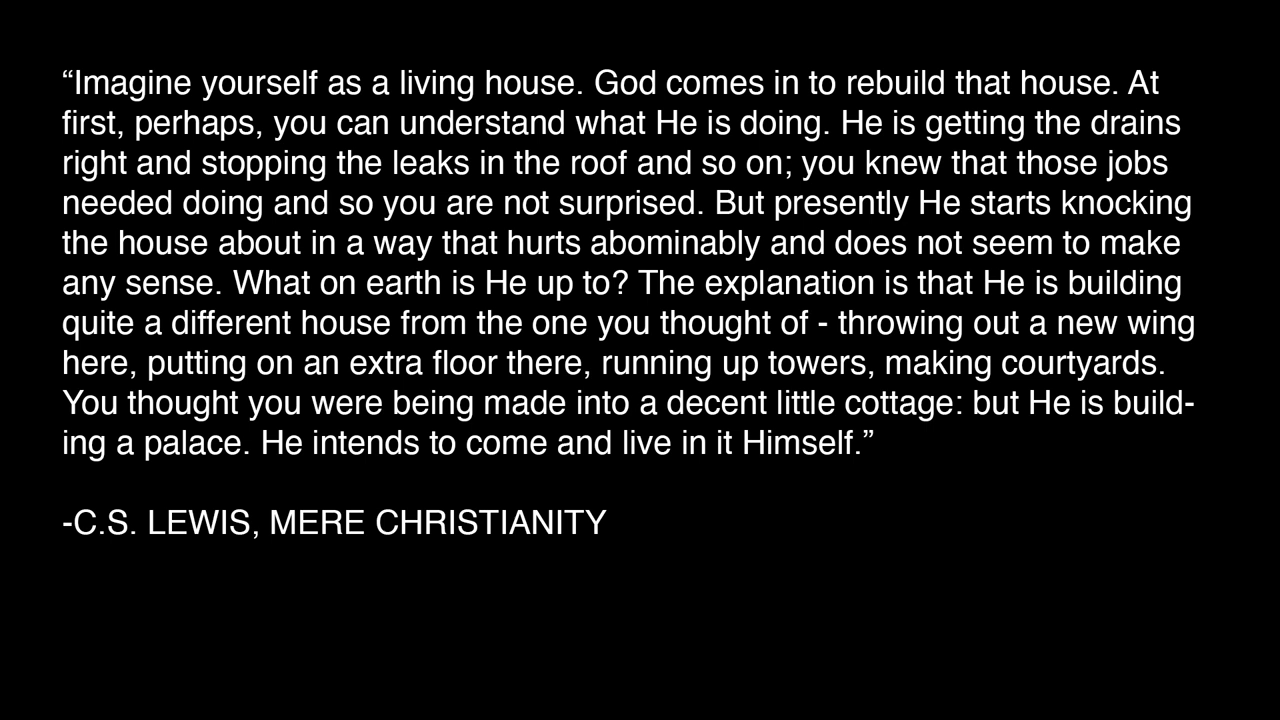 “Imagine yourself as a living house. God comes in to rebuild that house. At
first, perhaps, you can understand what He is doing. He is getting the drains
right and stopping the leaks in the roof and so on; you knew that those jobs
needed doing and so you are not surprised. But presently He starts knocking
the house about in a way that hurts abominably and does not seem to make
any sense. What on earth is He up to? The explanation is that He is building
quite a different house from the one you thought of - throwing out a new wing
here, putting on an extra floor there, running up towers, making courtyards.
You thought you were being made into a decent little cottage: but He is build-
ing a palace. He intends to come and live in it Himself.”
-C.S. LEWIS, MERE CHRISTIANITY